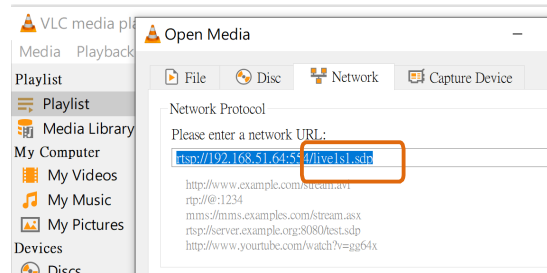 VLC media pla
Media Playback
Playlist
Playlist
Media Library
My Computer
My Videos
My Music
My Pictures
Devices
Discs
Open Media
File Disc Network Capture Device
Network Protocol
Please enter a network URL:
rtsp://192.168.51.64:554/live1s1.sdp
http://www.example.com/stream.avi
rtp://@:1234
mms://mms.examples.com/stream.asx
rtsp://server.example.org:8080/test.sdp
http://www.yourtube.com/watch?v=gg64x